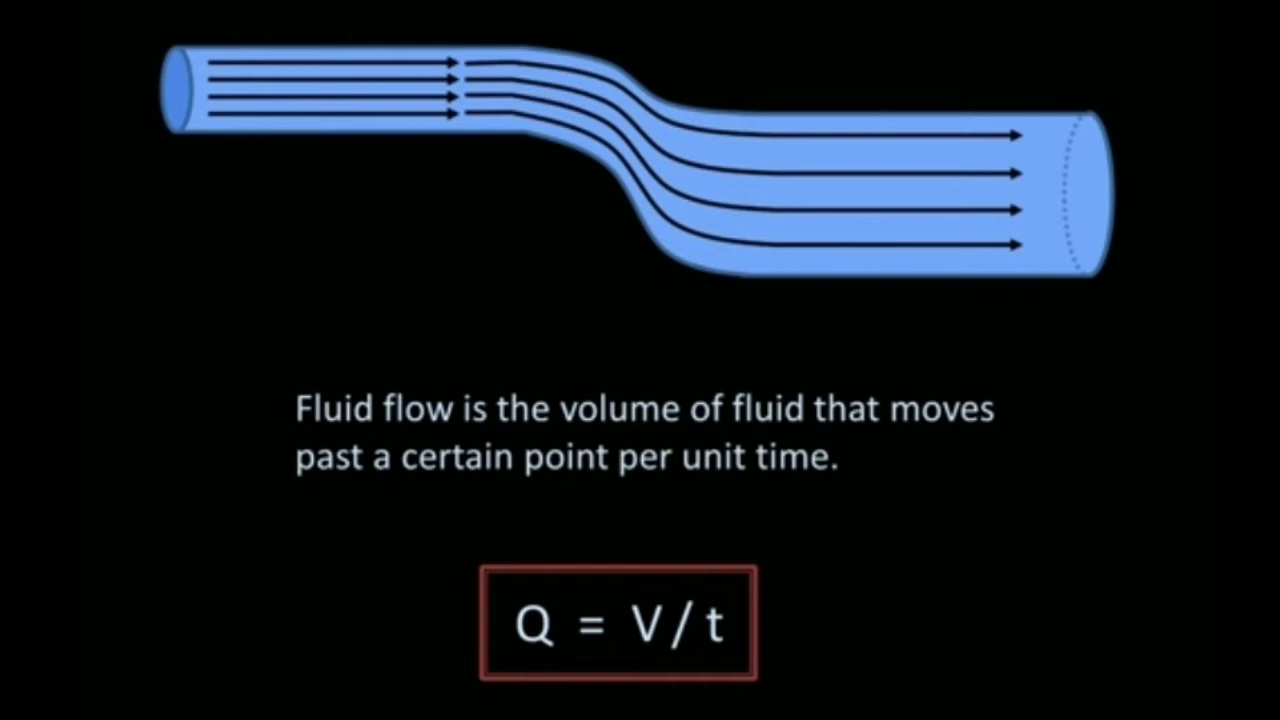 Fluid flow is the volume of fluid that moves
past a certain point per unit time.
Q = V/t